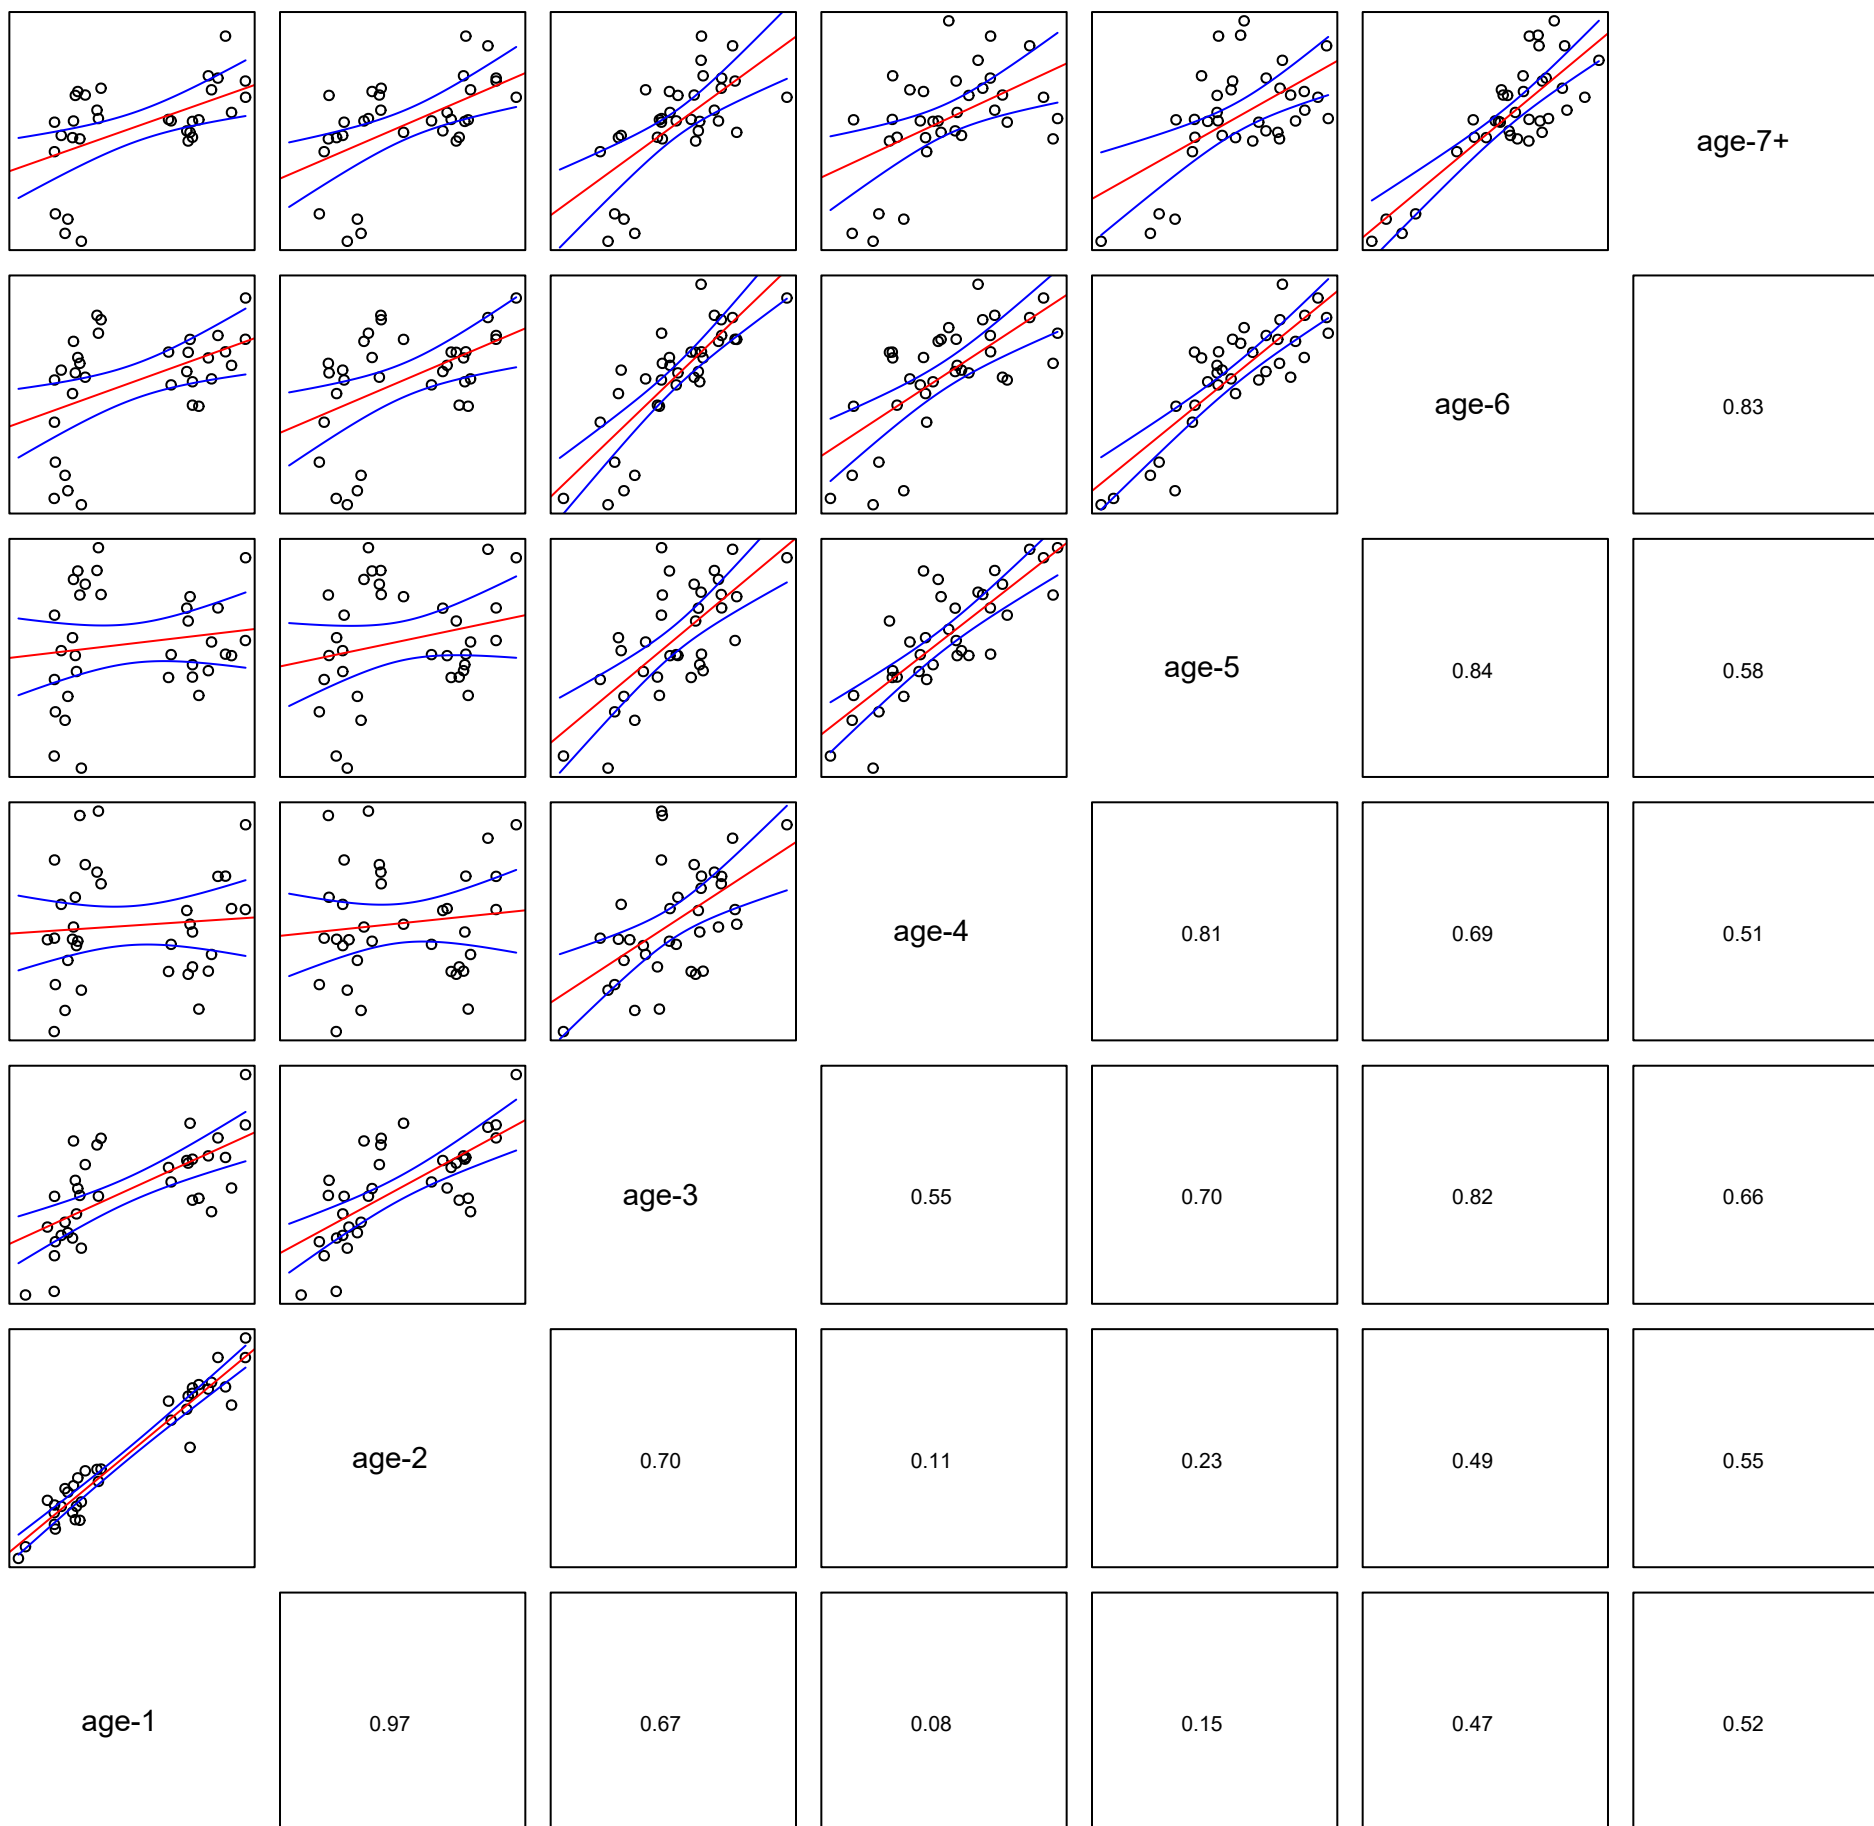 age-7+
age-6 0.83
age-5 0.84 0.58
age-4 0.81 0.69 0.51
age-3 0.55 0.70 0.82 0.66
age-2 0.70 0.11 0.23 0.49 0.55
age-1 0.97 0.67 0.08 0.15 0.47 0.52